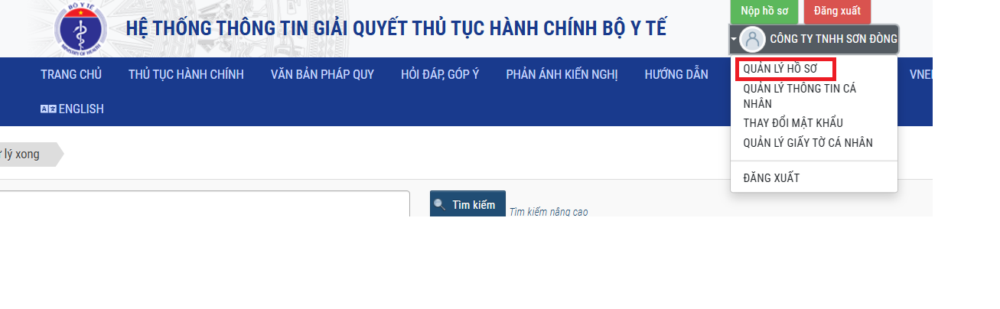 BỘ Y TẾ
MINISTRY OF HEALTH
HỆ THỐNG THÔNG TIN GIẢI QUYẾT THỦ TỤC HÀNH CHÍNH BỘ Y TẾ
Nộp hồ sơ Đăng xuất
CÔNG TY TNHH SƠN ĐÒNG
TRANG CHỦ THỦ TỤC HÀNH CHÍNH VĂN BẢN PHÁP QUY HỎI ĐÁP, GÓP Ý PHẢN ÁNH KIẾN NGHỊ HƯỚNG DẪN
ENGLISH
QUẢN LÝ HỒ SƠ
QUẢN LÝ THÔNG TIN CÁ
NHÂN
THAY ĐỔI MẬT KHẨU
QUẢN LÝ GIẤY TỜ CÁ NHÂN
ĐĂNG XUẤT
lý xong
Tìm kiếm Tìm kiếm nâng cao